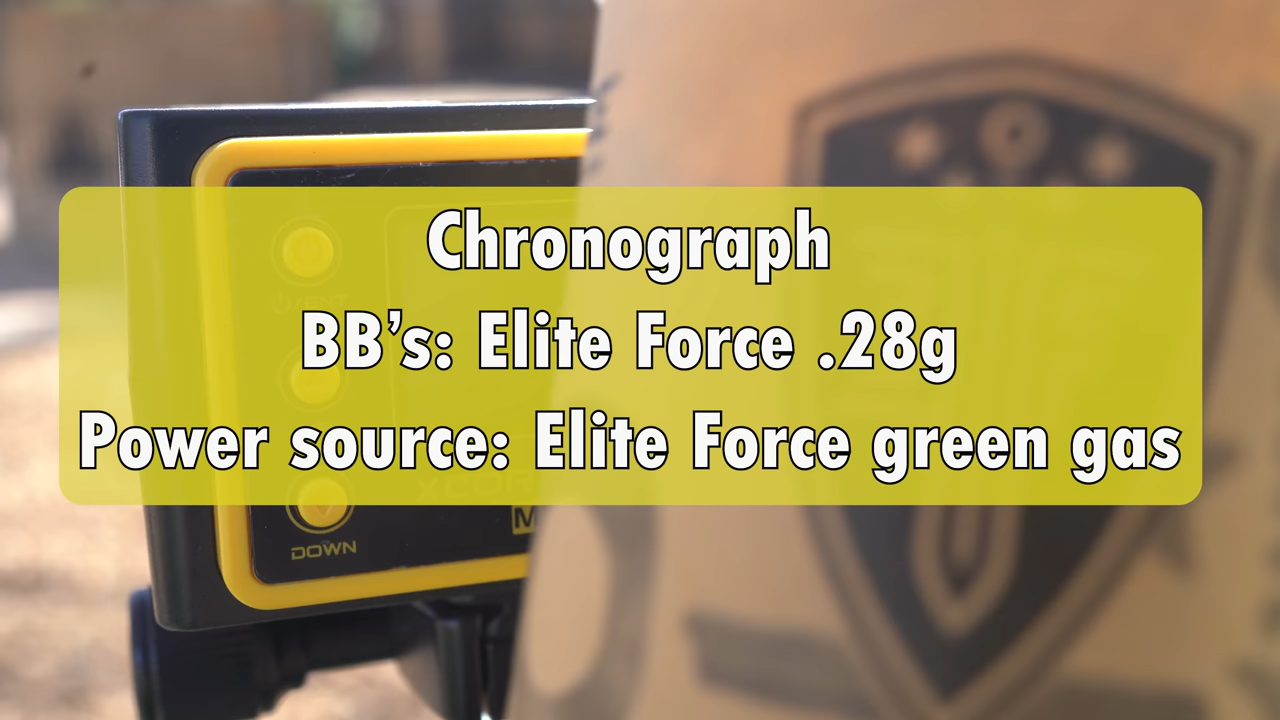 Chronograph
BB's: Elite Force .28g
Power source: Elite Force green gas
DOWN